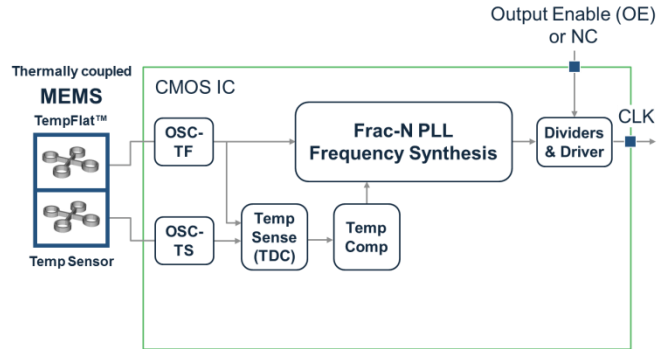 Output Enable (OE)
or NC
Thermally coupled
MEMS
TempFlat™
CMOS IC
CLK
OSC-
TF
Frac-N PLL
Frequency Synthesis
Dividers
& Driver
OSC-
TS
Temp
Sense
(TDC)
Temp
Comp
Temp Sensor